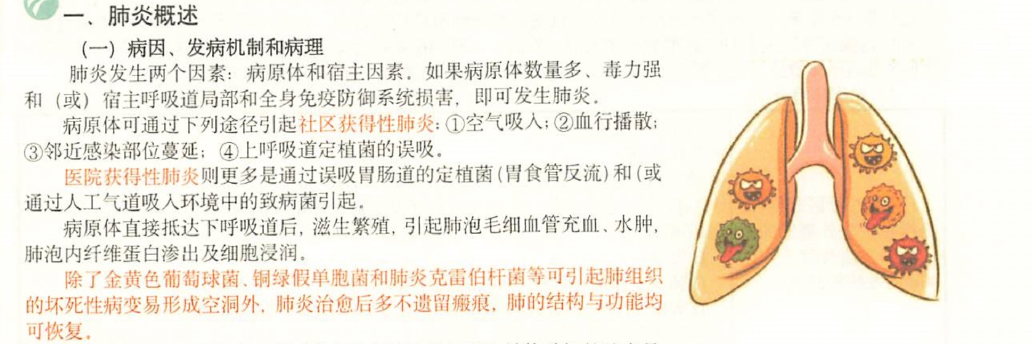 一、肺炎概述
（一）病因、发病机制和病理
肺炎发生两个因素：病原体和宿主因素。如果病原体数量多、毒力强
和（或）宿主呼吸道局部和全身免疫防御系统损害，即可发生肺炎。
病原体可通过下列途径引起社区获得性肺炎：①空气吸入；②血行播散；
③邻近感染部位蔓延；④上呼吸道定植菌的误吸。
医院获得性肺炎则更多是通过误吸胃肠道的定植菌（胃食管反流）和（或
通过人工气道吸入环境中的致病菌引起。
病原体直接抵达下呼吸道后，滋生繁殖，引起肺泡毛细血管充血、水肿，
肺泡内纤维蛋白渗出及细胞浸润。
除了金黄色葡萄球菌、铜绿假单胞菌和肺炎克雷伯杆菌等可引起肺组织
的坏死性病变易形成空洞外，肺炎治愈后多不遗留瘢痕，肺的结构与功能均
可恢复。